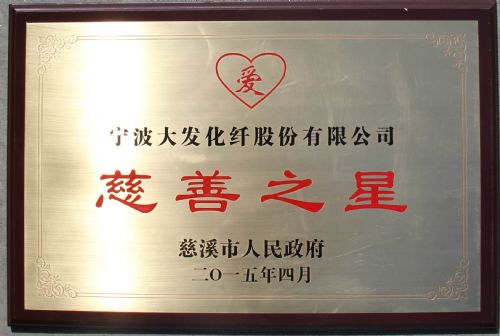 爱
宁波大发化纤股份有限公司
慈善之星
慈溪市人民政府
二〇一五年四月